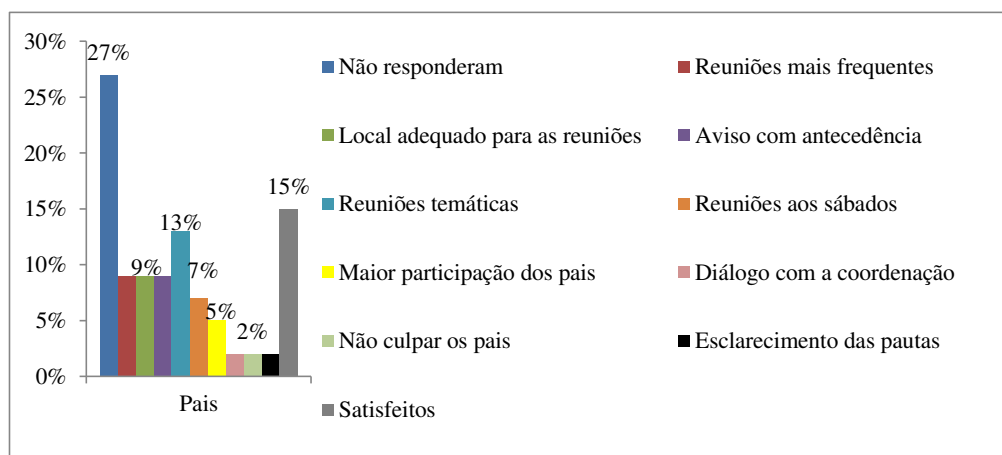 30%
27%
25%
20%
15%
15%
13%
10%
9%
7%
5%
5%
2%
0%
Pais
Não responderam
Reuniões mais frequentes
Local adequado para as reuniões
Aviso com antecedência
Reuniões temáticas
Reuniões aos sábados
Maior participação dos pais
Diálogo com a coordenação
Não culpar os pais
Esclarecimento das pautas
Satisfeitos